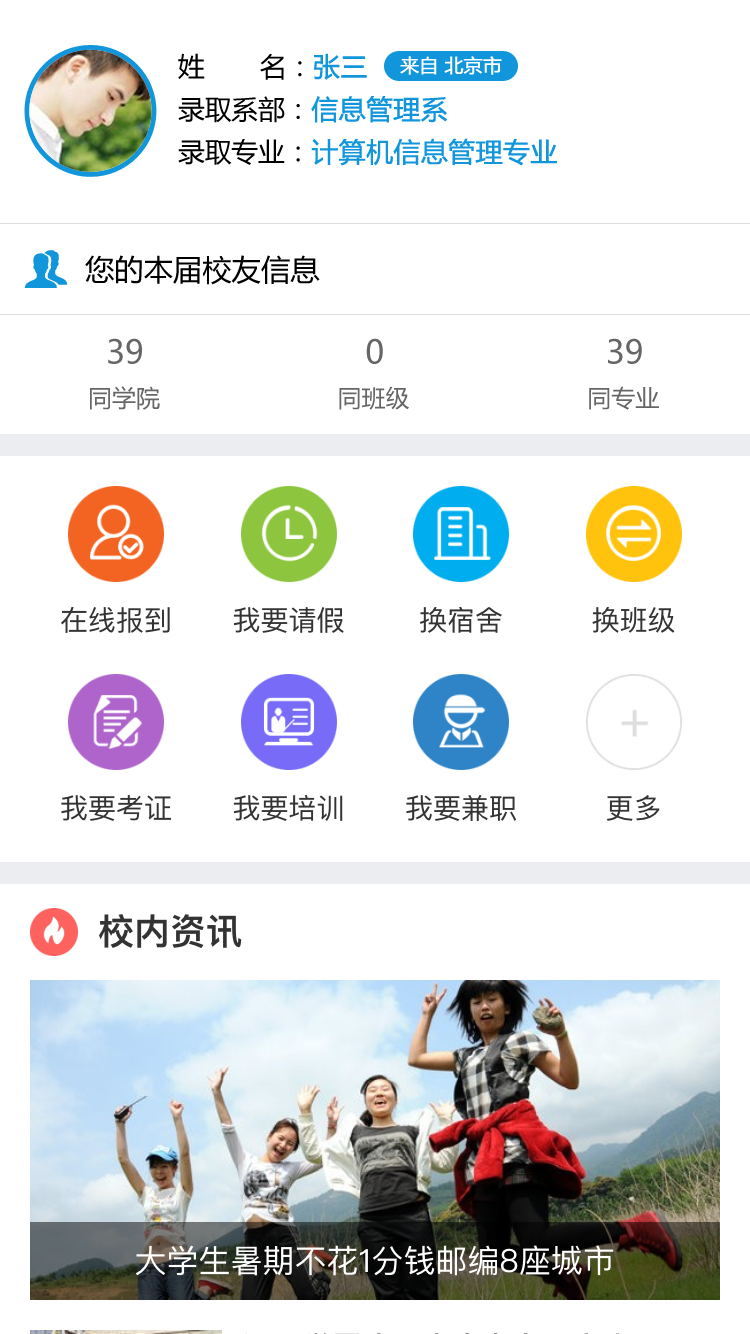 姓 名：张三 来自 北京市
录取系部：信息管理系
录取专业：计算机信息管理专业
您的本届校友信息
39 0 39
同学院 同班级 同专业
在线报到 我要请假 换宿舍 换班级
我要考证 我要培训 我要兼职 更多
校内资讯
大学生暑期不花1分钱邮编8座城市